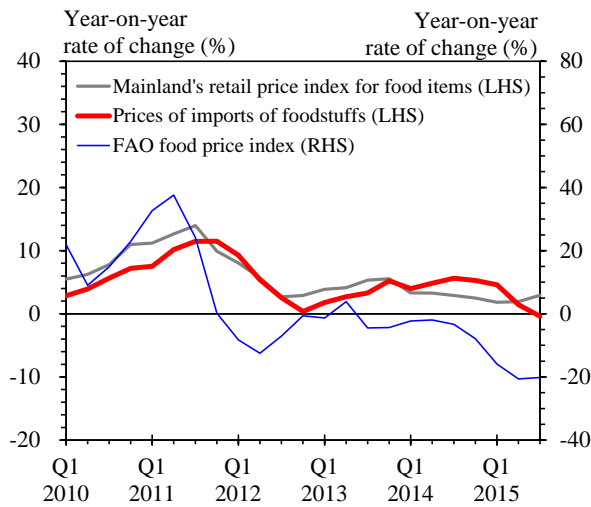 Year-on-year
rate of change (%)
Year-on-year
rate of change (%)
40
30
20
10
0
-10
-20
80
60
40
20
0
-20
-40
Mainland's retail price index for food items (LHS)
Prices of imports of foodstuffs (LHS)
FAO food price index (RHS)
Q1 Q1 Q1 Q1 Q1 Q1
2010 2011 2012 2013 2014 2015